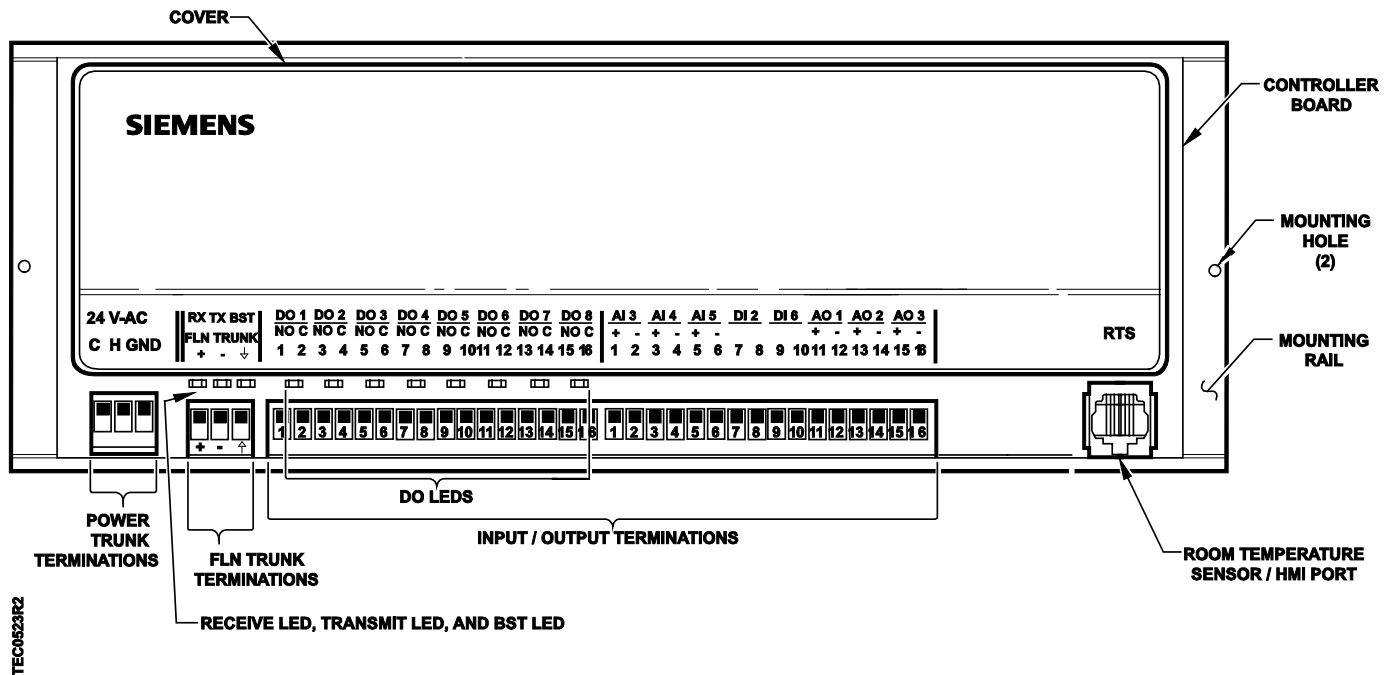 COVER
CONTROLLER
BOARD
SIEMENS
MOUNTING
HOLE
(2)
24 V-AC
C H GND
RX TX BST
FLN TRUNK
+ -
DO 1 DO 2 DO 3 DO 4 DO 5 DO 6 DO 7 DO 8
NO C NO C NO C NO C NO C NO C NO C NO C
1 2 3 4 5 6 7 8 9 10 11 12 13 14 15 16
AI 3 AI 4 AI 5 DI 2 DI 6 AO 1 AO 2 AO 3
+ - + - + - + - + - + -
1 2 3 4 5 6 7 8 9 10 11 12 13 14 15 16
RTS
MOUNTING
RAIL
+ -
1 2 3 4 5 6 7 8 9 10 11 12 13 14 15 16
1 2 3 4 5 6 7 8 9 10 11 12 13 14 15 16
DO LEDS
POWER
TRUNK
TERMINATIONS
FLN TRUNK
TERMINATIONS
INPUT / OUTPUT TERMINATIONS
ROOM TEMPERATURE
SENSOR / HMI PORT
RECEIVE LED, TRANSMIT LED, AND BST LED
TEC0523R2